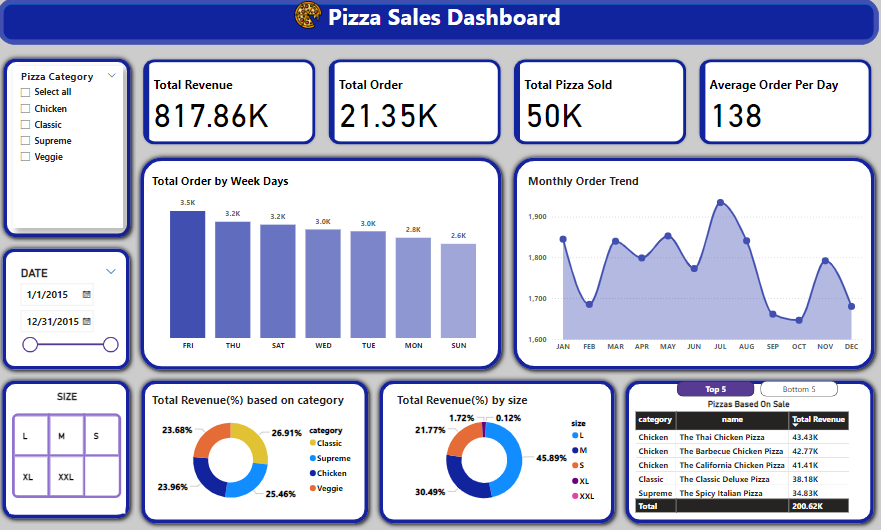 Pizza Sales Dashboard
Pizza Category
Select all
Chicken
Classic
Supreme
Veggie
Total Revenue
817.86K
Total Order
21.35K
Total Pizza Sold
50K
Average Order Per Day
138
DATE
1/1/2015
12/31/2015
Total Order by Week Days
3.5K
3.2K
3.2K
3.0K
3.0K
2.8K
2.6K
FRI THU SAT WED TUE MON SUN
Monthly Order Trend
1,900
1,800
1,700
1,600
JAN FEB MAR APR MAY JUN JUL AUG SEP OCT NOV DEC
SIZE
L M S
XL XXL
Total Revenue(%) based on category
23.68%
26.91%
23.96%
25.46%
category
Classic
Supreme
Chicken
Veggie
Total Revenue(%) by size
1.72% 0.12%
21.77%
45.89%
30.49%
size
L
M
S
XL
XXL
Top 5 Bottom 5
Pizzas Based On Sale
category name Total Revenue
Chicken The Thai Chicken Pizza 43.43K
Chicken The Barbecue Chicken Pizza 42.77K
Chicken The California Chicken Pizza 41.41K
Classic The Classic Deluxe Pizza 38.18K
Supreme The Spicy Italian Pizza 34.83K
Total 200.62K